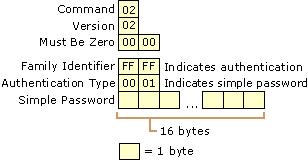 Command 02
Version 02
Must Be Zero 00 00
Family Identifier FF FF Indicates authentication
Authentication Type 00 01 Indicates simple password
Simple Password ...
16 bytes
= 1 byte